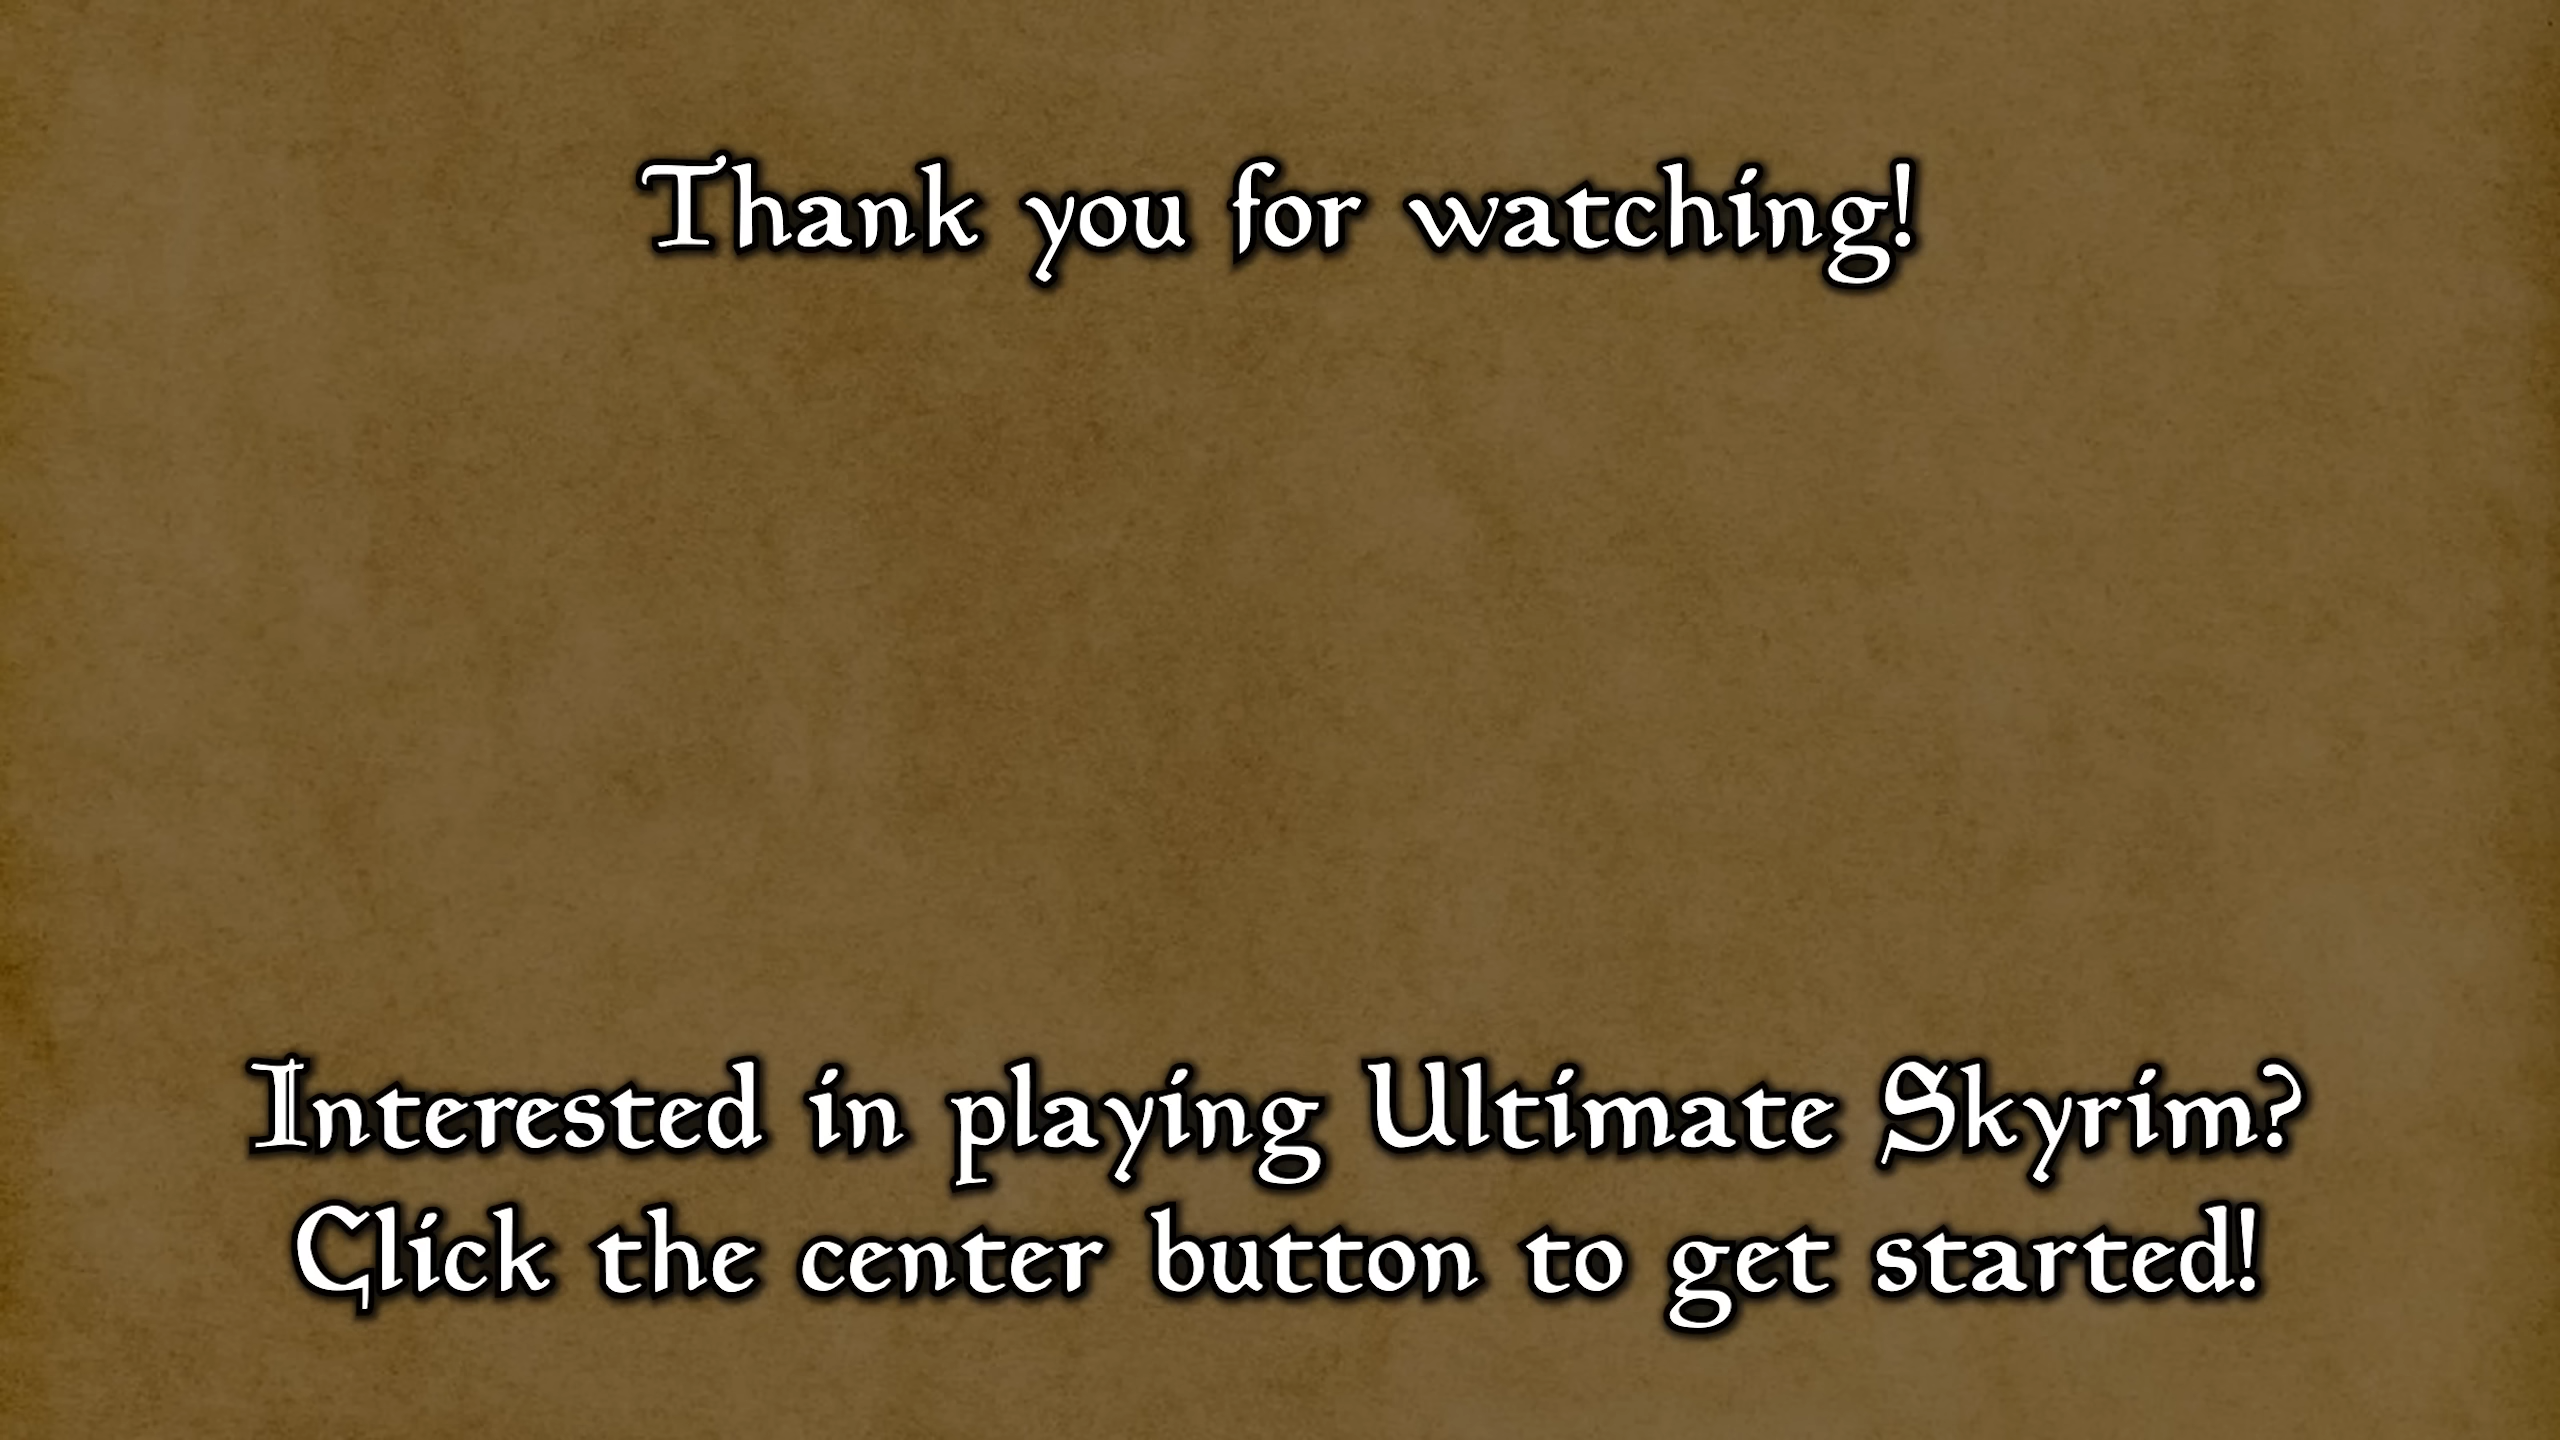 Thank you for watching!
Interested in playing Ultimate Skyrim?
Click the center button to get started!